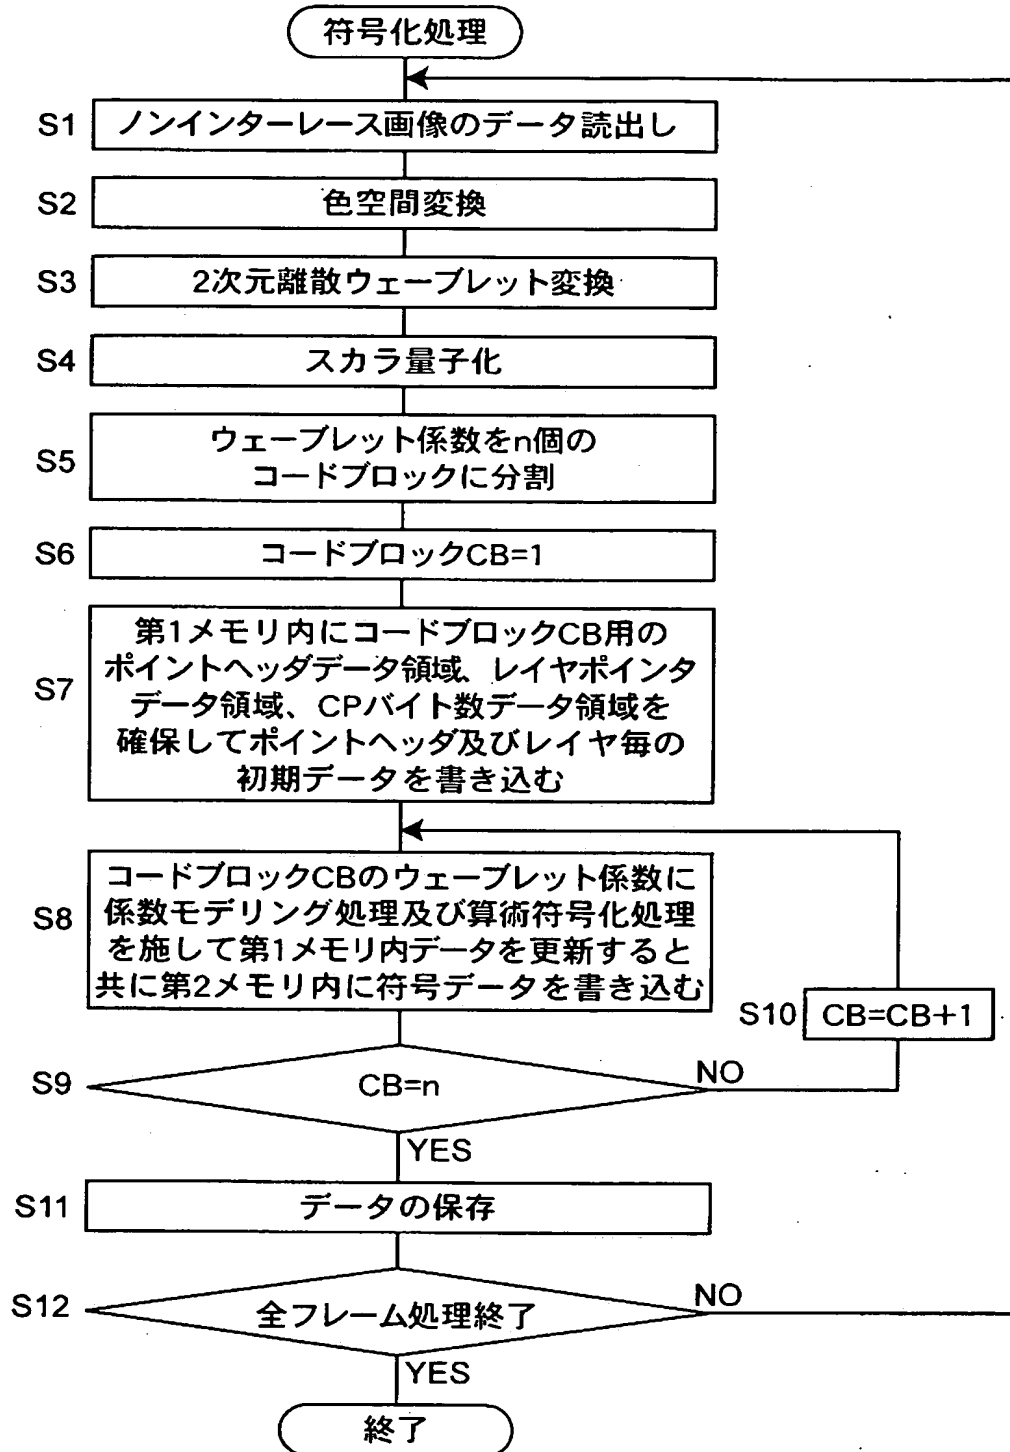 符号化処理
S1
ノンインターレース画像のデータ読出し
S2
色空間変換
S3
2次元離散ウェーブレット変換
S4
スカラ量子化
S5
ウェーブレット係数をn個の
コードブロックに分割
S6
コードブロックCB=1
S7
第1メモリ内にコードブロックCB用の
ポイントヘッダデータ領域、レイヤポインタ
データ領域、CPバイト数データ領域を
確保してポイントヘッダ及びレイヤ毎の
初期データを書き込む
S8
コードブロックCBのウェーブレット係数に
係数モデリング処理及び算術符号化処理
を施して第1メモリ内データを更新すると
共に第2メモリ内に符号データを書き込む
S10
CB=CB+1
S9
CB=n
NO
YES
S11
データの保存
S12
全フレーム処理終了
NO
YES
終了